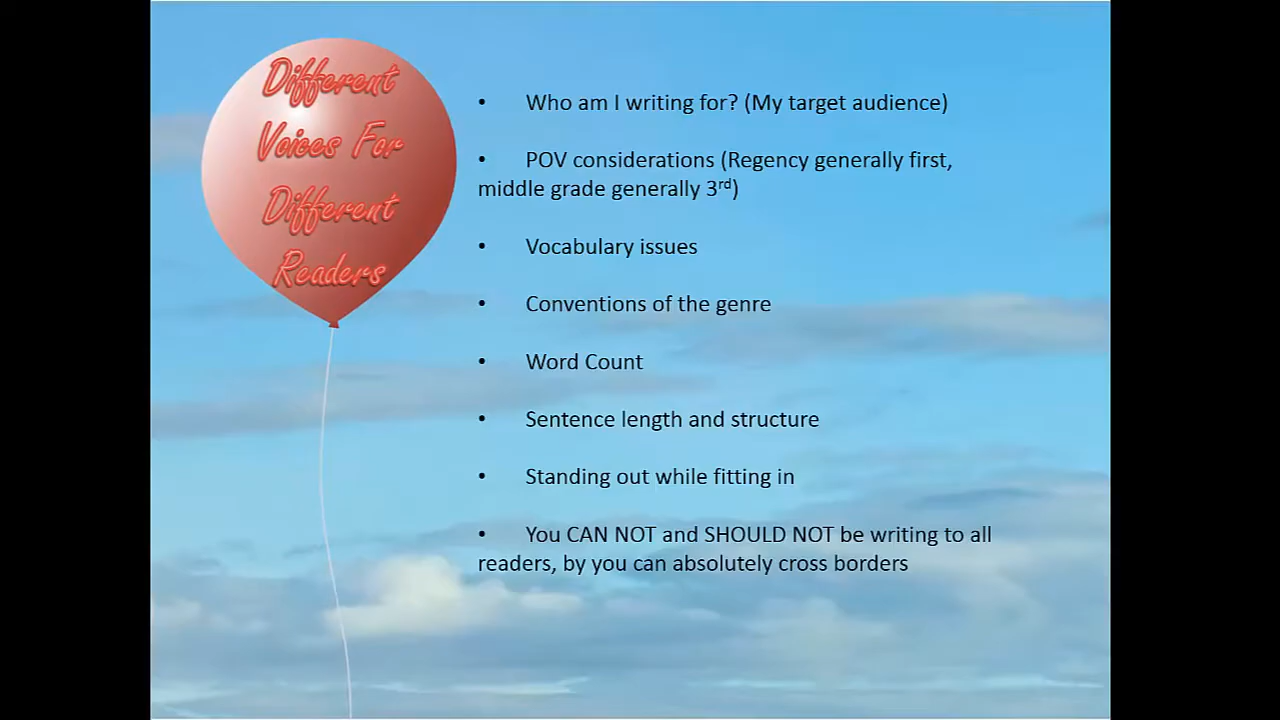 Different
Voices For
Different
Readers
• Who am I writing for? (My target audience)
• POV considerations (Regency generally first,
middle grade generally 3rd)
• Vocabulary issues
• Conventions of the genre
• Word Count
• Sentence length and structure
• Standing out while fitting in
• You CAN NOT and SHOULD NOT be writing to all
readers, by you can absolutely cross borders